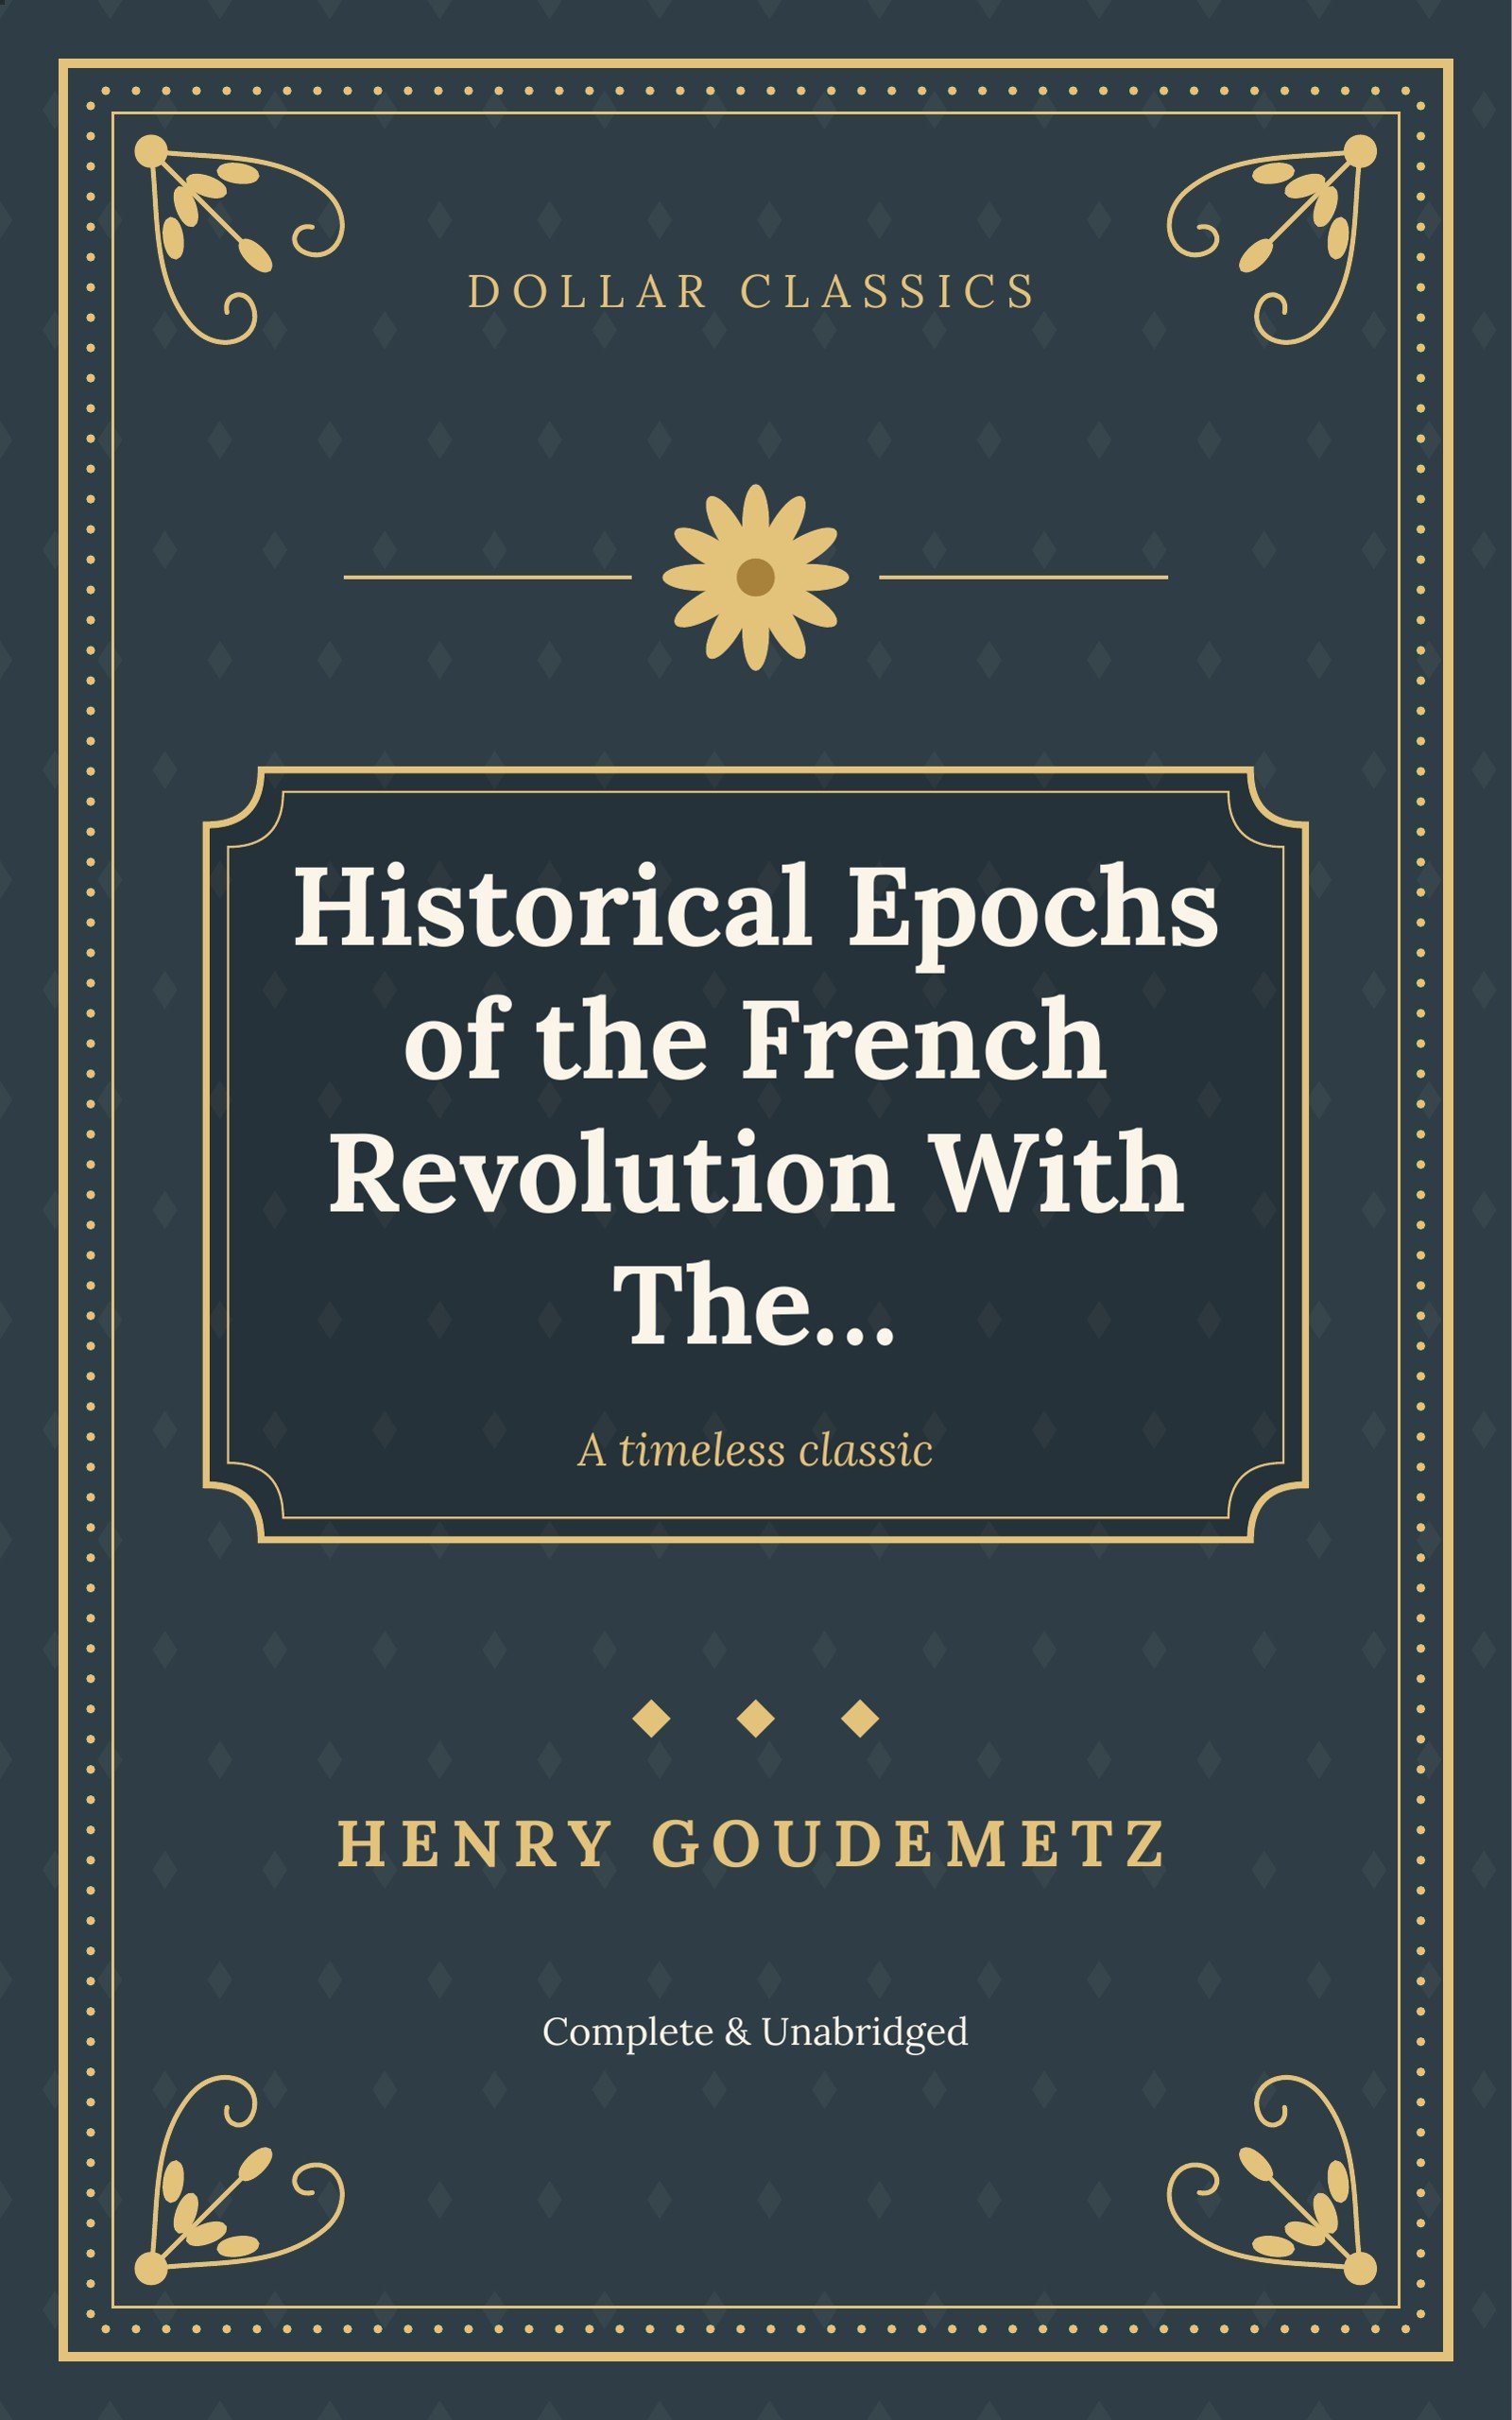 DOLLAR CLASSICS
Historical Epochs
of the French
Revolution With
The...
A timeless classic
HENRY GOUDEMETZ
Complete & Unabridged